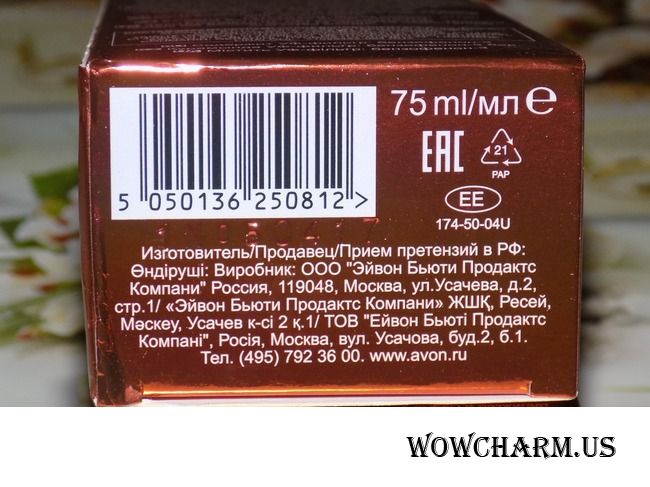 75 ml/мл ℮
EAC
21
PAP
EE
174-50-04U
5 050136 250812 >
Изготовитель/Продавец/Прием претензий в РФ:
Өндіруші: Виробник: ООО "Эйвон Бьюти Продактс
Компани" Россия, 119048, Москва, ул.Усачева, д.2,
стр.1/ «Эйвон Бьюти Продактс Компани» ЖШҚ, Ресей,
Мәскеу, Усачев к-сі 2 қ.1/ ТОВ "Ейвон Бьюті Продактс
Компані", Росія, Москва, вул. Усачова, буд.2, б.1.
Тел. (495) 792 36 00. www.avon.ru
WOWCHARM.US